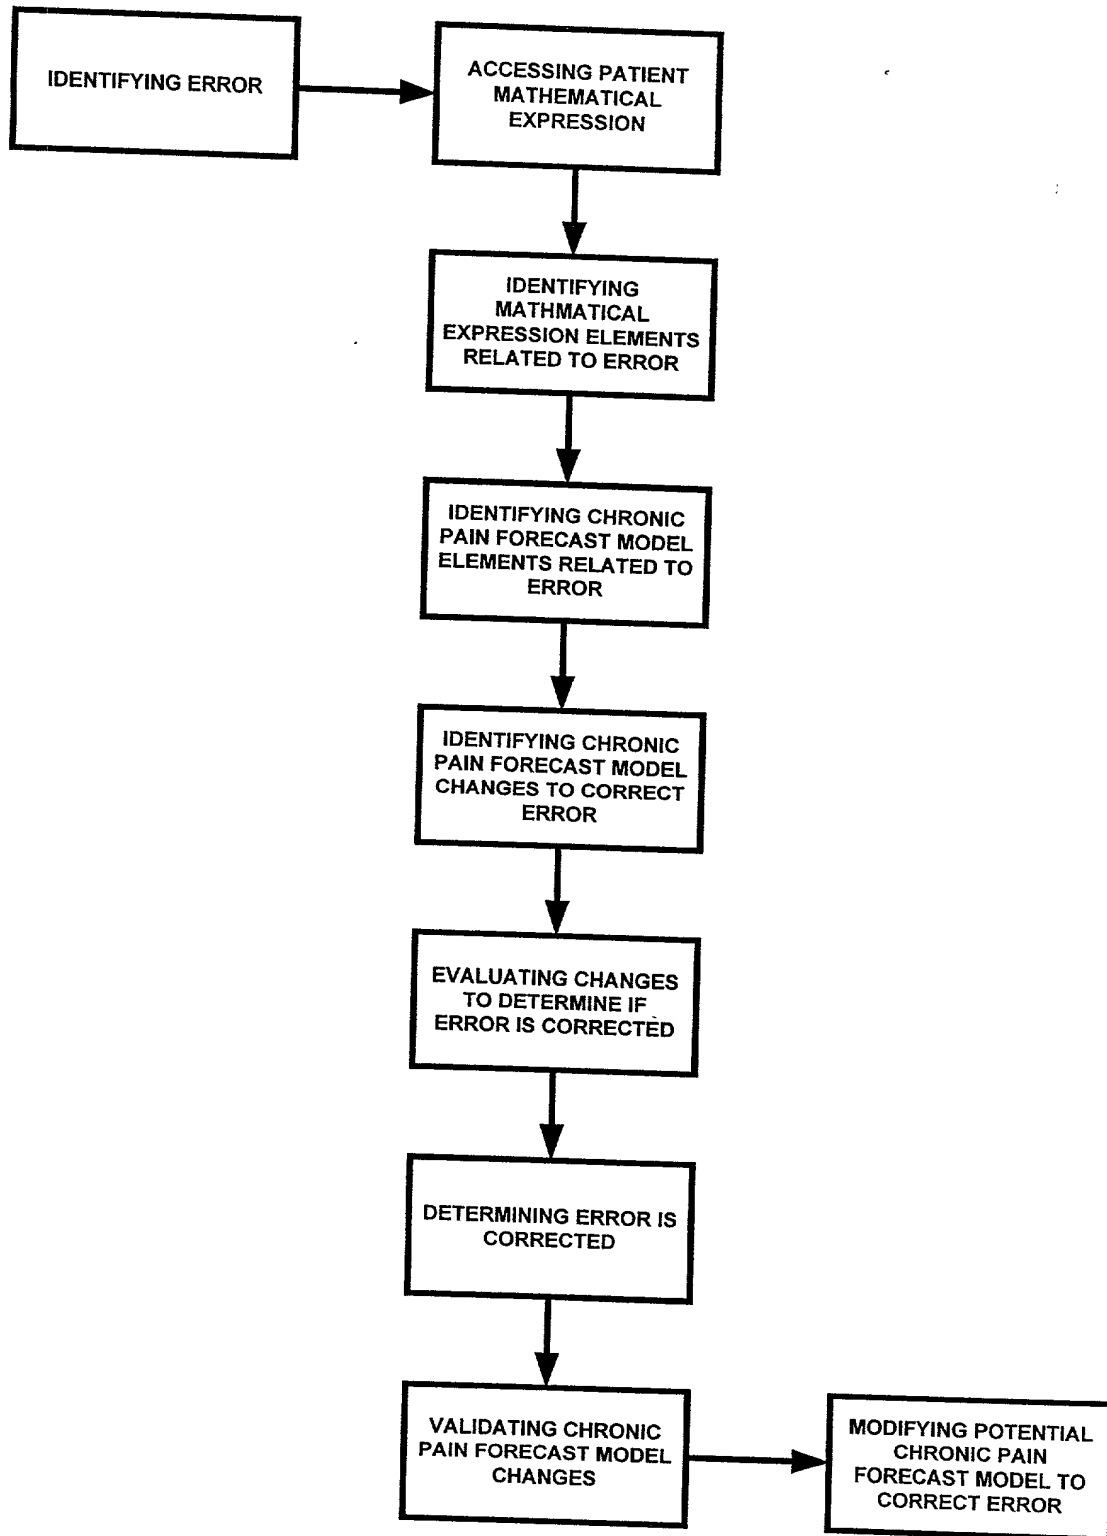 IDENTIFYING ERROR
ACCESSING PATIENT
MATHEMATICAL
EXPRESSION
IDENTIFYING
MATHMATICAL
EXPRESSION ELEMENTS
RELATED TO ERROR
IDENTIFYING CHRONIC
PAIN FORECAST MODEL
ELEMENTS RELATED TO
ERROR
IDENTIFYING CHRONIC
PAIN FORECAST MODEL
CHANGES TO CORRECT
ERROR
EVALUATING CHANGES
TO DETERMINE IF
ERROR IS CORRECTED
DETERMINING ERROR IS
CORRECTED
VALIDATING CHRONIC
PAIN FORECAST MODEL
CHANGES
MODIFYING POTENTIAL
CHRONIC PAIN
FORECAST MODEL TO
CORRECT ERROR